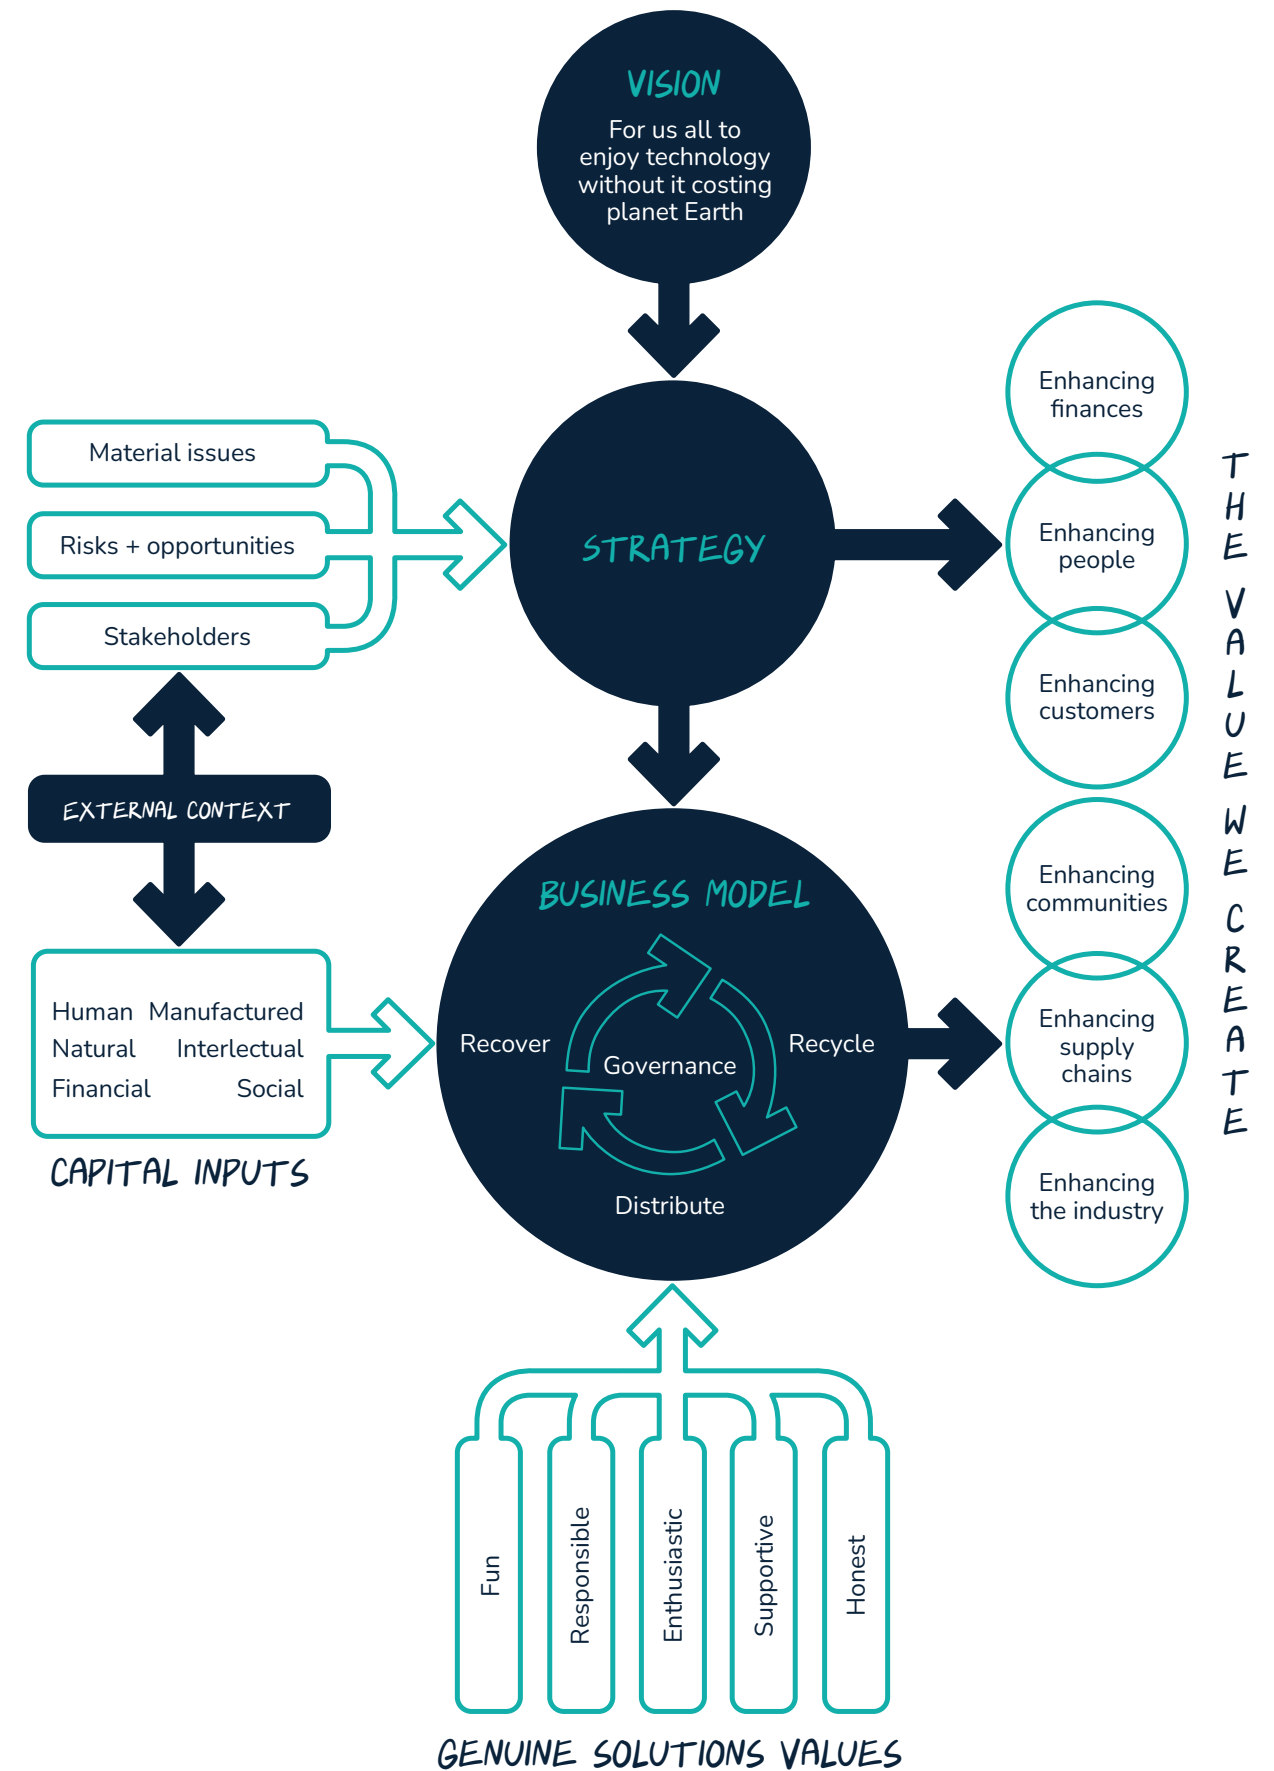 VISION
For us all to
enjoy technology
without it costing
planet Earth
Material issues
Risks + opportunities
Stakeholders
STRATEGY
EXTERNAL CONTEXT
Human Manufactured
Natural Interlectual
Financial Social
CAPITAL INPUTS
BUSINESS MODEL
Recover
Governance
Recycle
Distribute
Enhancing
finances
Enhancing
people
Enhancing
customers
Enhancing
communities
Enhancing
supply
chains
Enhancing
the industry
THE VALUE WE CREATE
Fun
Responsible
Enthusiastic
Supportive
Honest
GENUINE SOLUTIONS VALUES